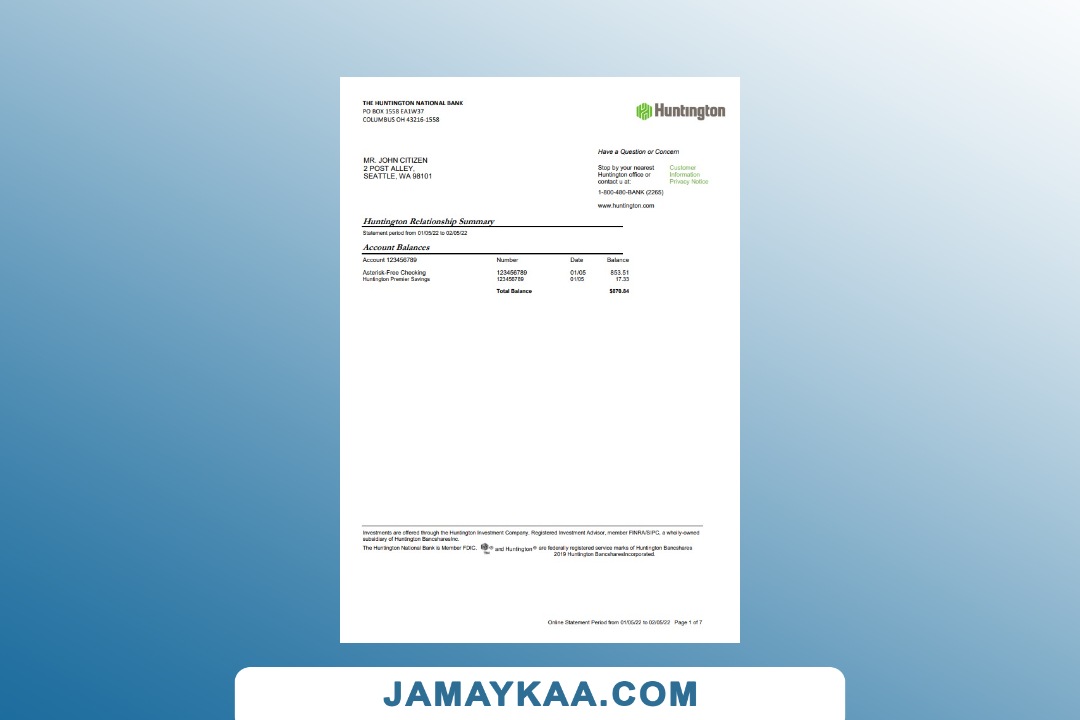 THE HUNTINGTON NATIONAL BANK
PO BOX 1558 EA1W37
COLUMBUS OH 43216-1558
Huntington
MR. JOHN CITIZEN
2 POST ALLEY,
SEATTLE, WA 98101
Have a Question or Concern
Stop by your nearest
Huntington office or
contact u at:
1-800-480-BANK (2265)
www.huntington.com
Customer
Information
Privacy Notice
Huntington Relationship Summary
Statement period from 01/05/22 to 02/05/22
Account Balances
Account 123456789 Number Date Balance
Asterisk-Free Checking 123456789 01/05 853.51
Huntington Premier Savings 123456789 01/05 17.33
Total Balance $878.84
Investments are offered through the Huntington Investment Company, Registered Investment Advisor, member FINRA/SIPC, a wholly-owned
subsidiary of Huntington BancsharesInc.
The Huntington National Bank is Member FDIC. ® and Huntington® are federally registered service marks of Huntington Bancshares
2019 Huntington BancsharesIncorporated.
Online Statement Period from 01/05/22 to 02/05/22 Page 1 of 7
JAMAYKAA.COM